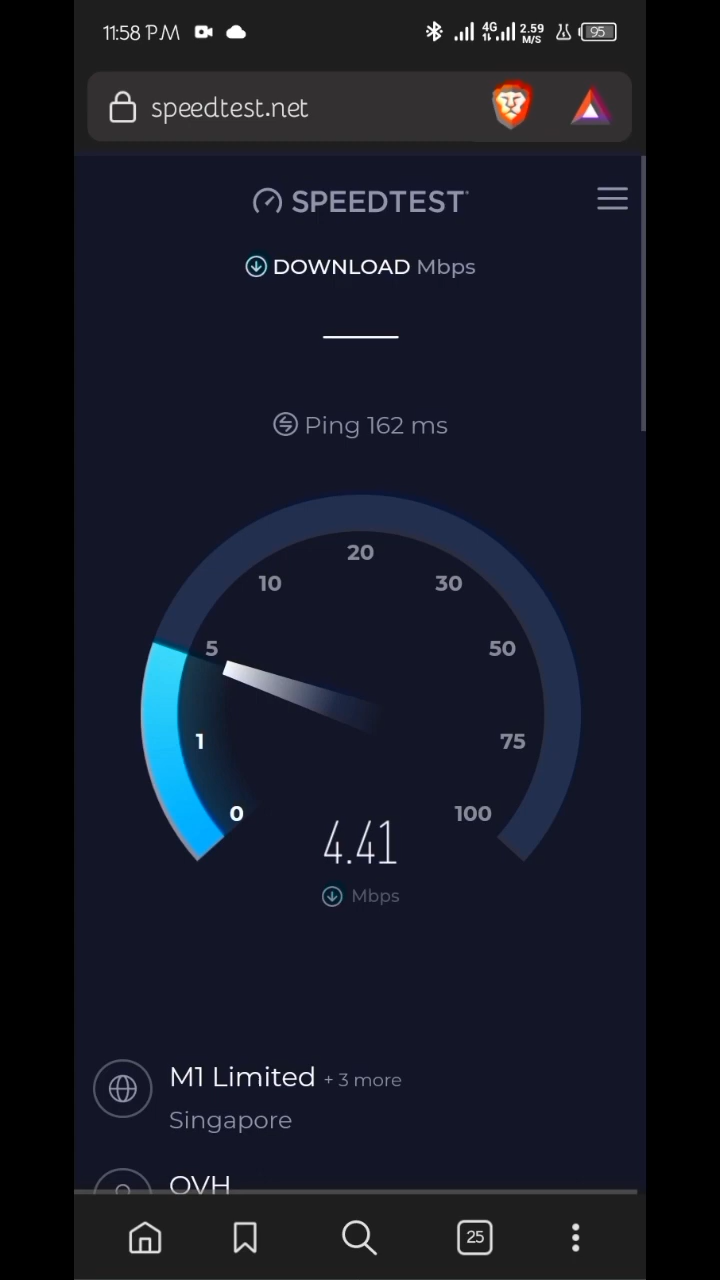 11:58 PM 4G 2.59 M/S 95
speedtest.net
SPEEDTEST
DOWNLOAD Mbps
Ping 162 ms
20
10 30
5 50
1 75
0 100
4.41
Mbps
M1 Limited + 3 more
Singapore
OVH
25